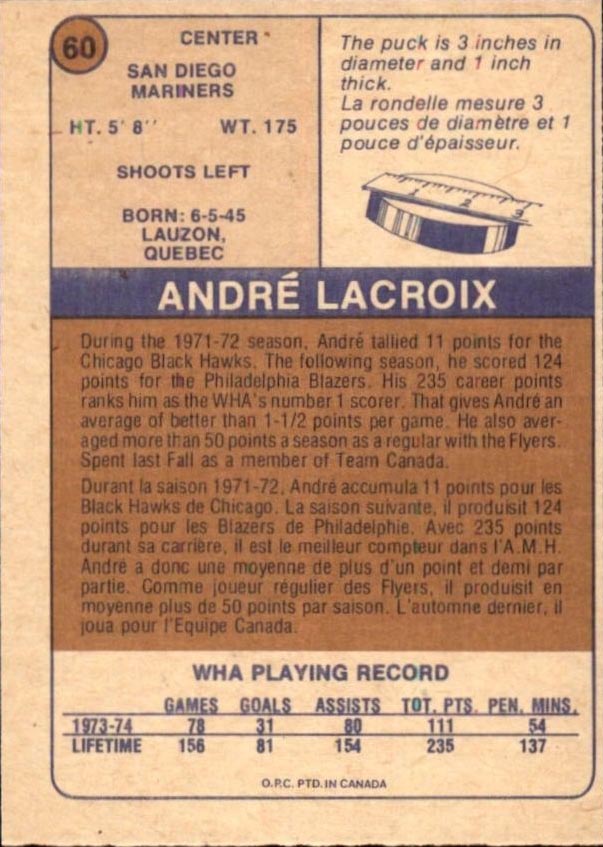 60
CENTER
SAN DIEGO
MARINERS
HT. 5' 8''
WT. 175
SHOOTS LEFT
BORN: 6-5-45
LAUZON,
QUEBEC
The puck is 3 inches in
diameter and 1 inch
thick.
La rondelle mesure 3
pouces de diamètre et 1
pouce d'épaisseur.
1 2 3
ANDRÉ LACROIX
During the 1971-72 season, André tallied 11 points for the
Chicago Black Hawks. The following season, he scored 124
points for the Philadelphia Blazers. His 235 career points
ranks him as the WHA's number 1 scorer. That gives André an
average of better than 1-1/2 points per game. He also aver-
aged more than 50 points a season as a regular with the Flyers.
Spent last Fall as a member of Team Canada.
Durant la saison 1971-72, André accumula 11 points pour les
Black Hawks de Chicago. La saison suivante, il produisit 124
points pour les Blazers de Philadelphie. Avec 235 points
durant sa carrière, il est le meilleur compteur dans l'A.M.H.
André a donc une moyenne de plus d'un point et demi par
partie. Comme joueur régulier des Flyers, il produisit en
moyenne plus de 50 points par saison. L'automne dernier, il
joua pour l'Equipe Canada.
WHA PLAYING RECORD
GAMES GOALS ASSISTS TOT. PTS. PEN. MINS.
1973-74 78 31 80 111 54
LIFETIME 156 81 154 235 137
O.P.C. PTD. IN CANADA